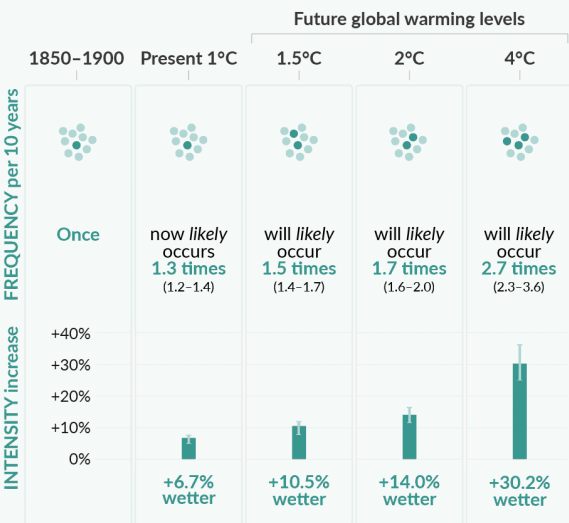 Future global warming levels
1850–1900 Present 1°C 1.5°C 2°C 4°C
FREQUENCY per 10 years
Once
now likely
occurs
1.3 times
(1.2–1.4)
will likely
occur
1.5 times
(1.4–1.7)
will likely
occur
1.7 times
(1.6–2.0)
will likely
occur
2.7 times
(2.3–3.6)
INTENSITY increase
+40%
+30%
+20%
+10%
0%
+6.7%
wetter
+10.5%
wetter
+14.0%
wetter
+30.2%
wetter